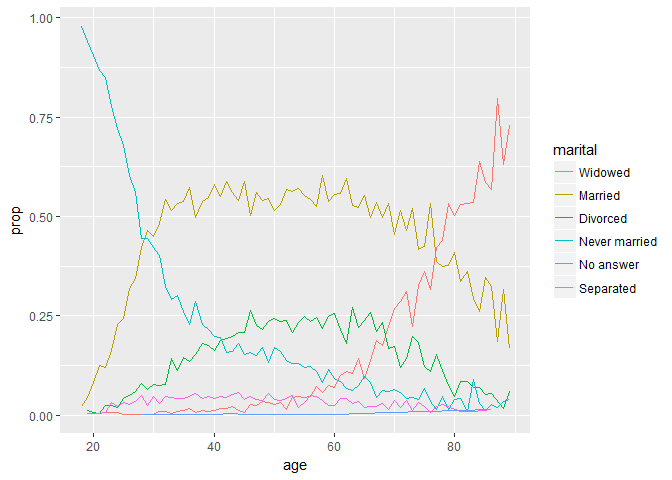 1.00
0.75
0.50
0.25
0.00
prop
20 40 60 80
age
marital
Widowed
Married
Divorced
Never married
No answer
Separated